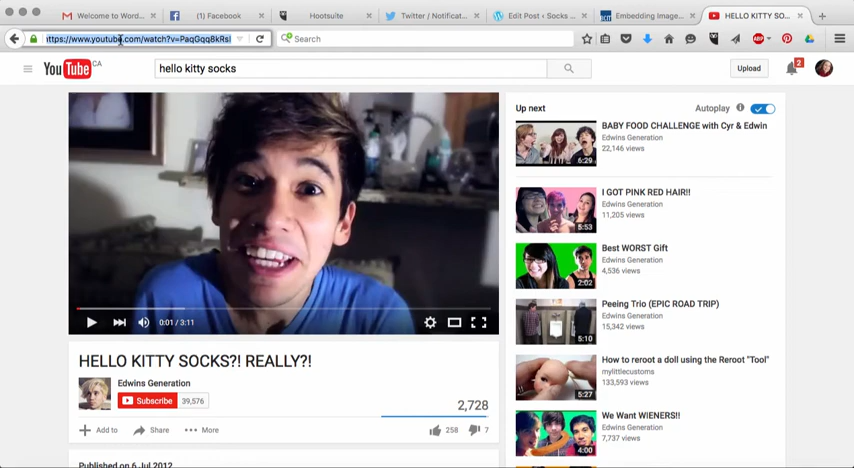 Welcome to Word...
(1) Facebook
Hootsuite
Twitter / Notificat...
Edit Post ‹ Socks ...
Embedding Image...
HELLO KITTY SO...
https://www.youtube.com/watch?v=PaqGqq8kRsI
Search
ABP
YouTube CA
hello kitty socks
Upload
2
0:01 / 3:11
HELLO KITTY SOCKS?! REALLY?!
Edwins Generation
Subscribe 39,576
2,728
Add to
Share
More
258
7
Published on 6 Jul 2012
Up next
Autoplay
6:29
BABY FOOD CHALLENGE with Cyr & Edwin
Edwins Generation
22,146 views
5:53
I GOT PINK RED HAIR!!
Edwins Generation
11,205 views
2:02
Best WORST Gift
Edwins Generation
4,536 views
5:10
Peeing Trio (EPIC ROAD TRIP)
Edwins Generation
15,342 views
5:27
How to reroot a doll using the Reroot "Tool"
mylittlecustoms
133,593 views
4:00
We Want WIENERS!!
Edwins Generation
7,737 views